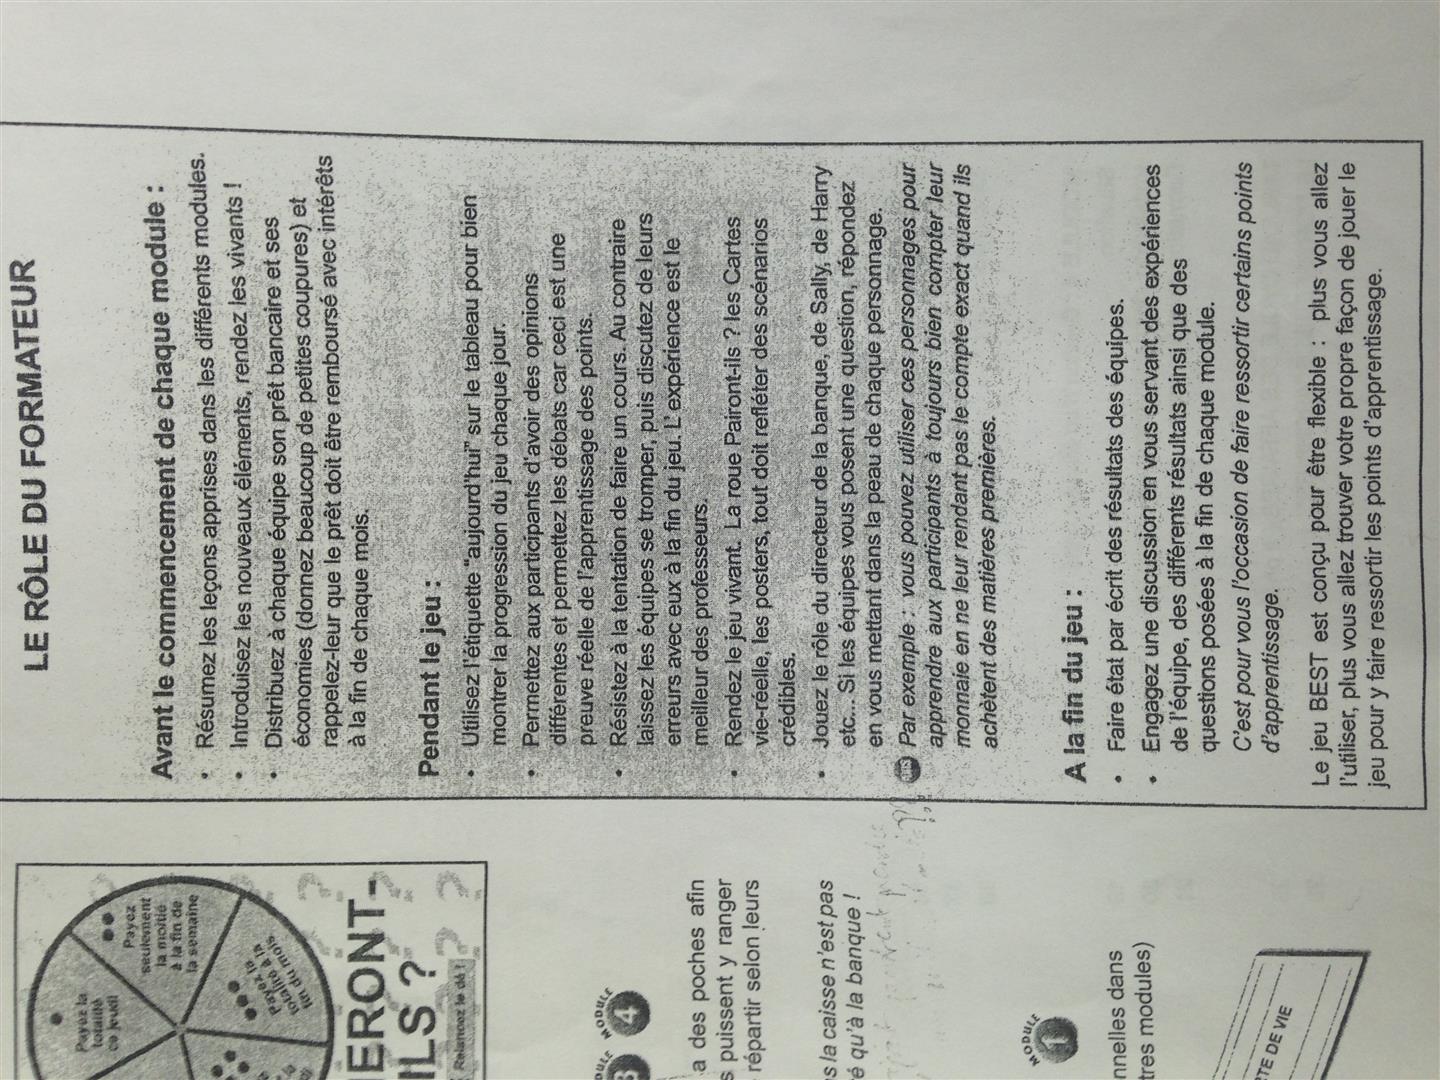 Payez la
totalité
ce jeudi
Payez
seulement
la moitié
à la fin de
la semaine
Payez la
totalité à la
fin du mois
ERONT-
ILS ?
Relancez le dé !
MODULE
3
MODULE
4
a des poches afin
s puissent y ranger
répartir selon leurs
s la caisse n'est pas
é qu'à la banque !
MODULE
1
nnelles dans
tres modules)
TE DE VIE
LE RÔLE DU FORMATEUR
Avant le commencement de chaque module :
• Résumez les leçons apprises dans les différents modules.
• Introduisez les nouveaux éléments, rendez les vivants !
• Distribuez à chaque équipe son prêt bancaire et ses
économies (donnez beaucoup de petites coupures) et
rappelez-leur que le prêt doit être remboursé avec intérêts
à la fin de chaque mois.
Pendant le jeu :
• Utilisez l'étiquette "aujourd'hui" sur le tableau pour bien
montrer la progression du jeu chaque jour.
• Permettez aux participants d'avoir des opinions
différentes et permettez les débats car ceci est une
preuve réelle de l'apprentissage des points.
• Résistez à la tentation de faire un cours. Au contraire
laissez les équipes se tromper, puis discutez de leurs
erreurs avec eux à la fin du jeu. L' expérience est le
meilleur des professeurs.
• Rendez le jeu vivant. La roue Pairont-ils ? les Cartes
vie-réelle, les posters, tout doit refléter des scénarios
crédibles.
• Jouez le rôle du directeur de la banque, de Sally, de Harry
etc... Si les équipes vous posent une question, répondez
en vous mettant dans la peau de chaque personnage.
Par exemple : vous pouvez utiliser ces personnages pour
apprendre aux participants à toujours bien compter leur
monnaie en ne leur rendant pas le compte exact quand ils
achètent des matières premières.
A la fin du jeu :
• Faire état par écrit des résultats des équipes.
• Engagez une discussion en vous servant des expériences
de l'équipe, des différents résultats ainsi que des
questions posées à la fin de chaque module.
C'est pour vous l'occasion de faire ressortir certains points
d'apprentissage.
Le jeu BEST est conçu pour être flexible : plus vous allez
l'utiliser, plus vous allez trouver votre propre façon de jouer le
jeu pour y faire ressortir les points d'apprentissage.